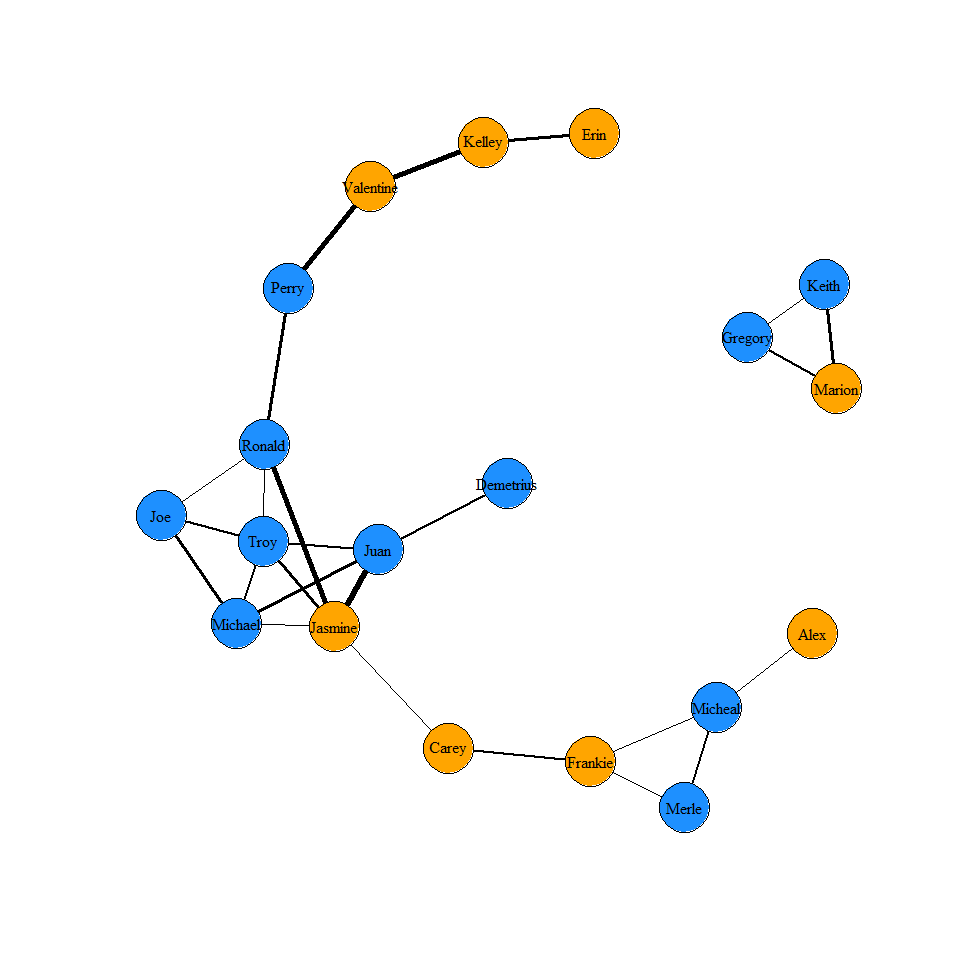 Erin
Kelley
Valentine
Keith
Perry
Gregory
Marion
Ronald
Demetrius
Joe
Troy
Juan
Michael
Jasmine
Alex
Micheal
Carey
Frankie
Merle